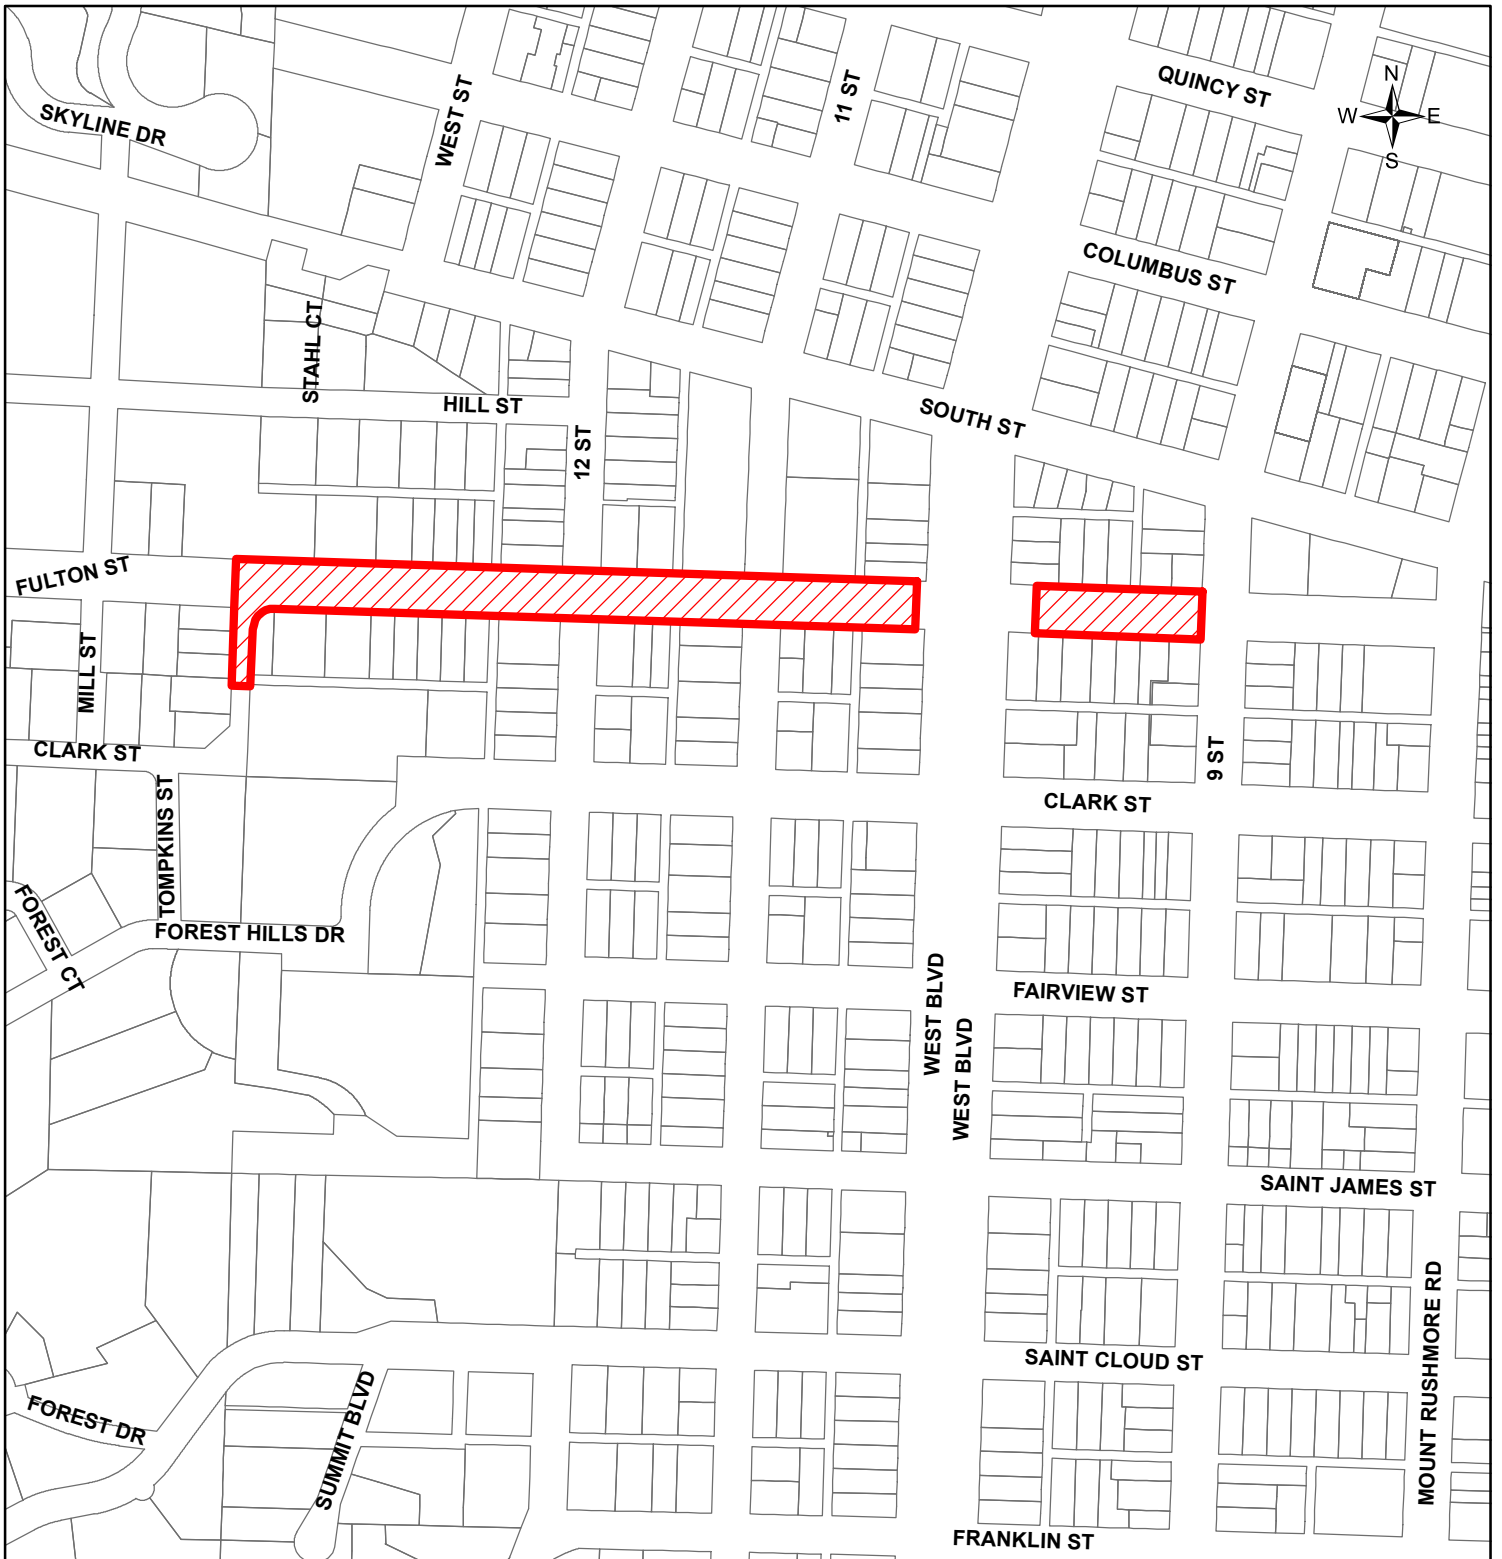 QUINCY ST
N
W
E
S
11 ST
WEST ST
SKYLINE DR
COLUMBUS ST
STAHL CT
HILL ST
SOUTH ST
12 ST
FULTON ST
MILL ST
CLARK ST
9 ST
CLARK ST
TOMPKINS ST
FOREST CT
FOREST HILLS DR
WEST BLVD
FAIRVIEW ST
WEST BLVD
SAINT JAMES ST
MOUNT RUSHMORE RD
SAINT CLOUD ST
FOREST DR
SUMMIT BLVD
FRANKLIN ST